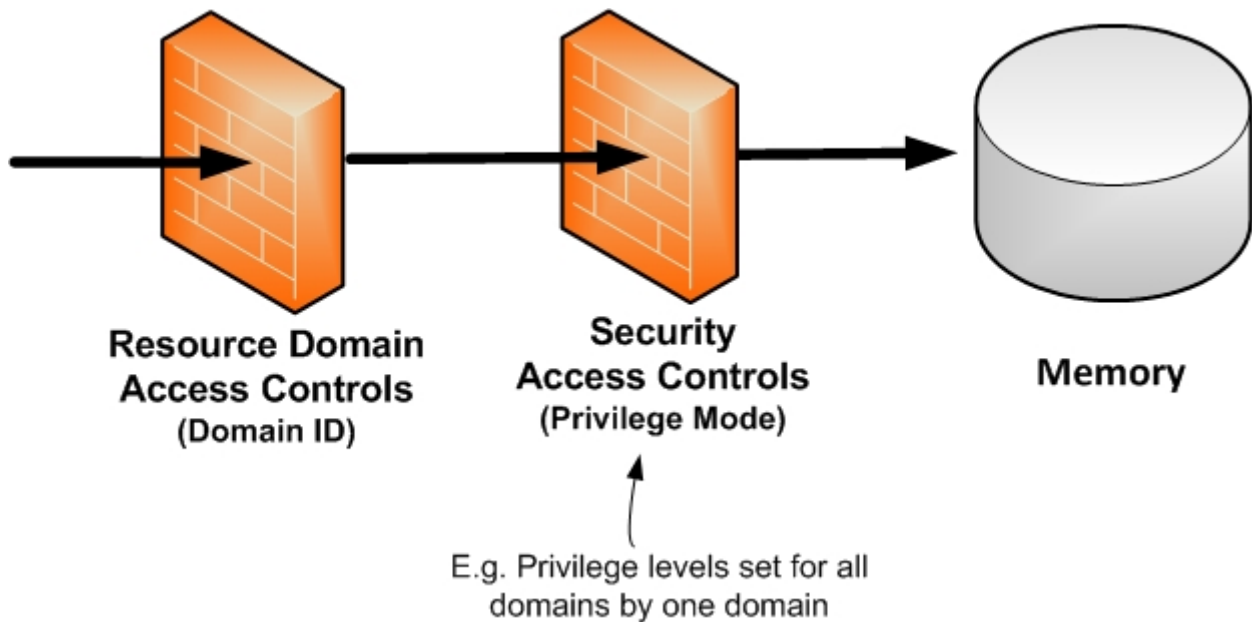 Resource Domain
Access Controls
(Domain ID)
Security
Access Controls
(Privilege Mode)
Memory
E.g. Privilege levels set for all
domains by one domain